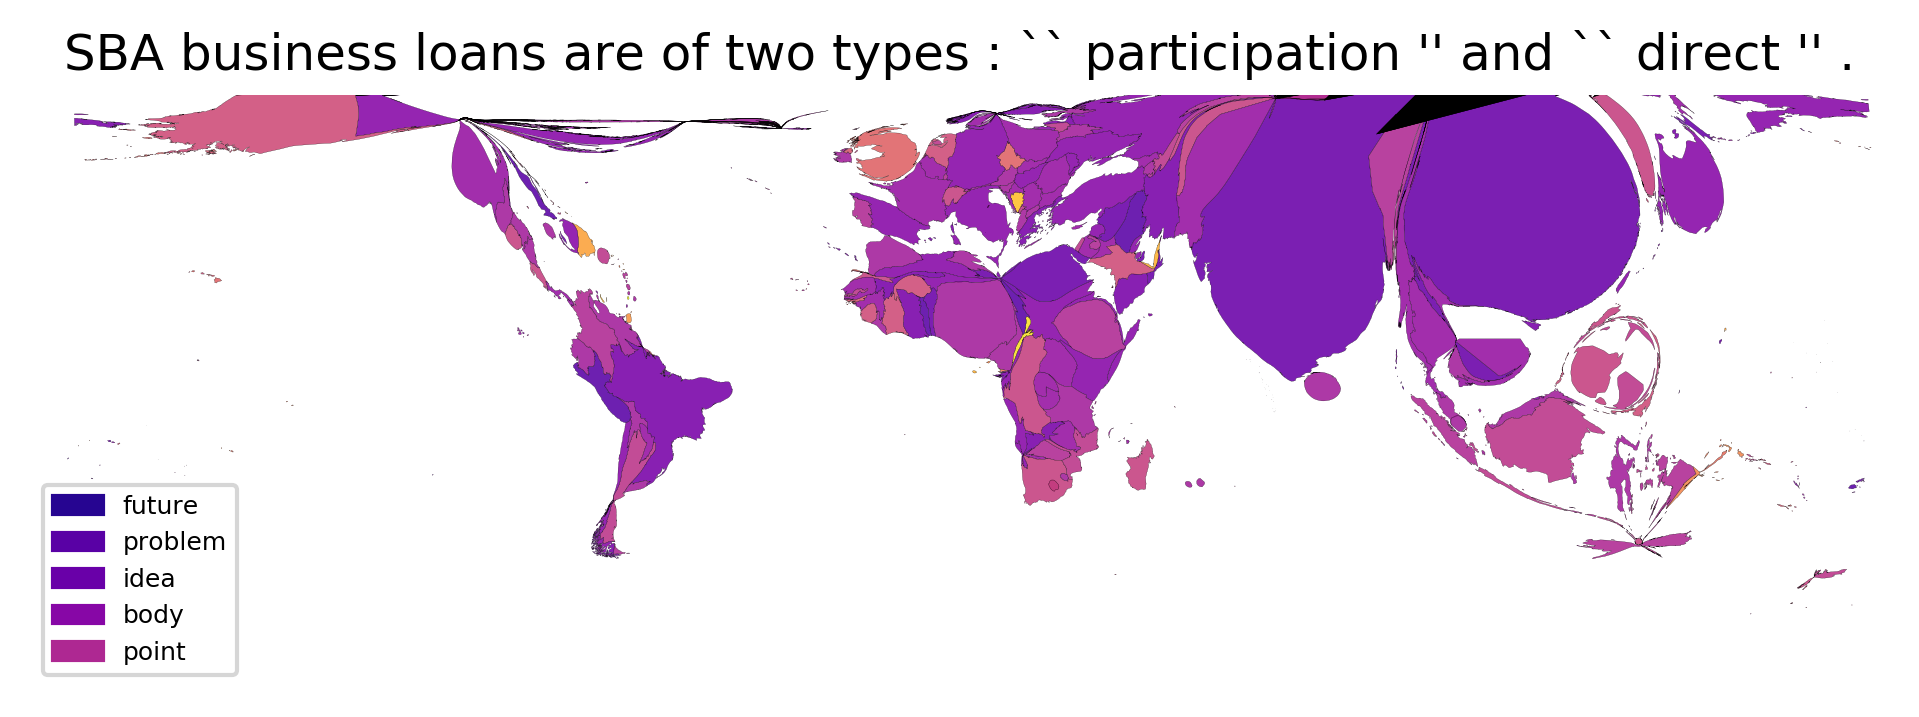 SBA business loans are of two types : `` participation '' and `` direct '' .
future
problem
idea
body
point